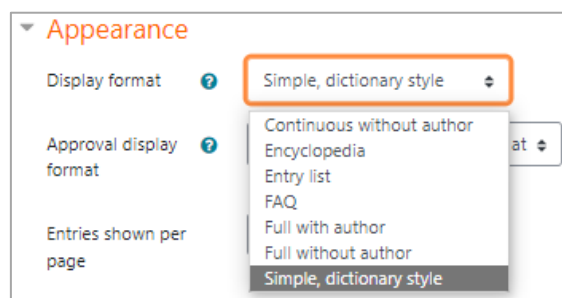 Appearance
Display format
Simple, dictionary style
Continuous without author
Encyclopedia
Entry list
FAQ
Full with author
Full without author
Simple, dictionary style
Approval display
format
at
Entries shown per
page